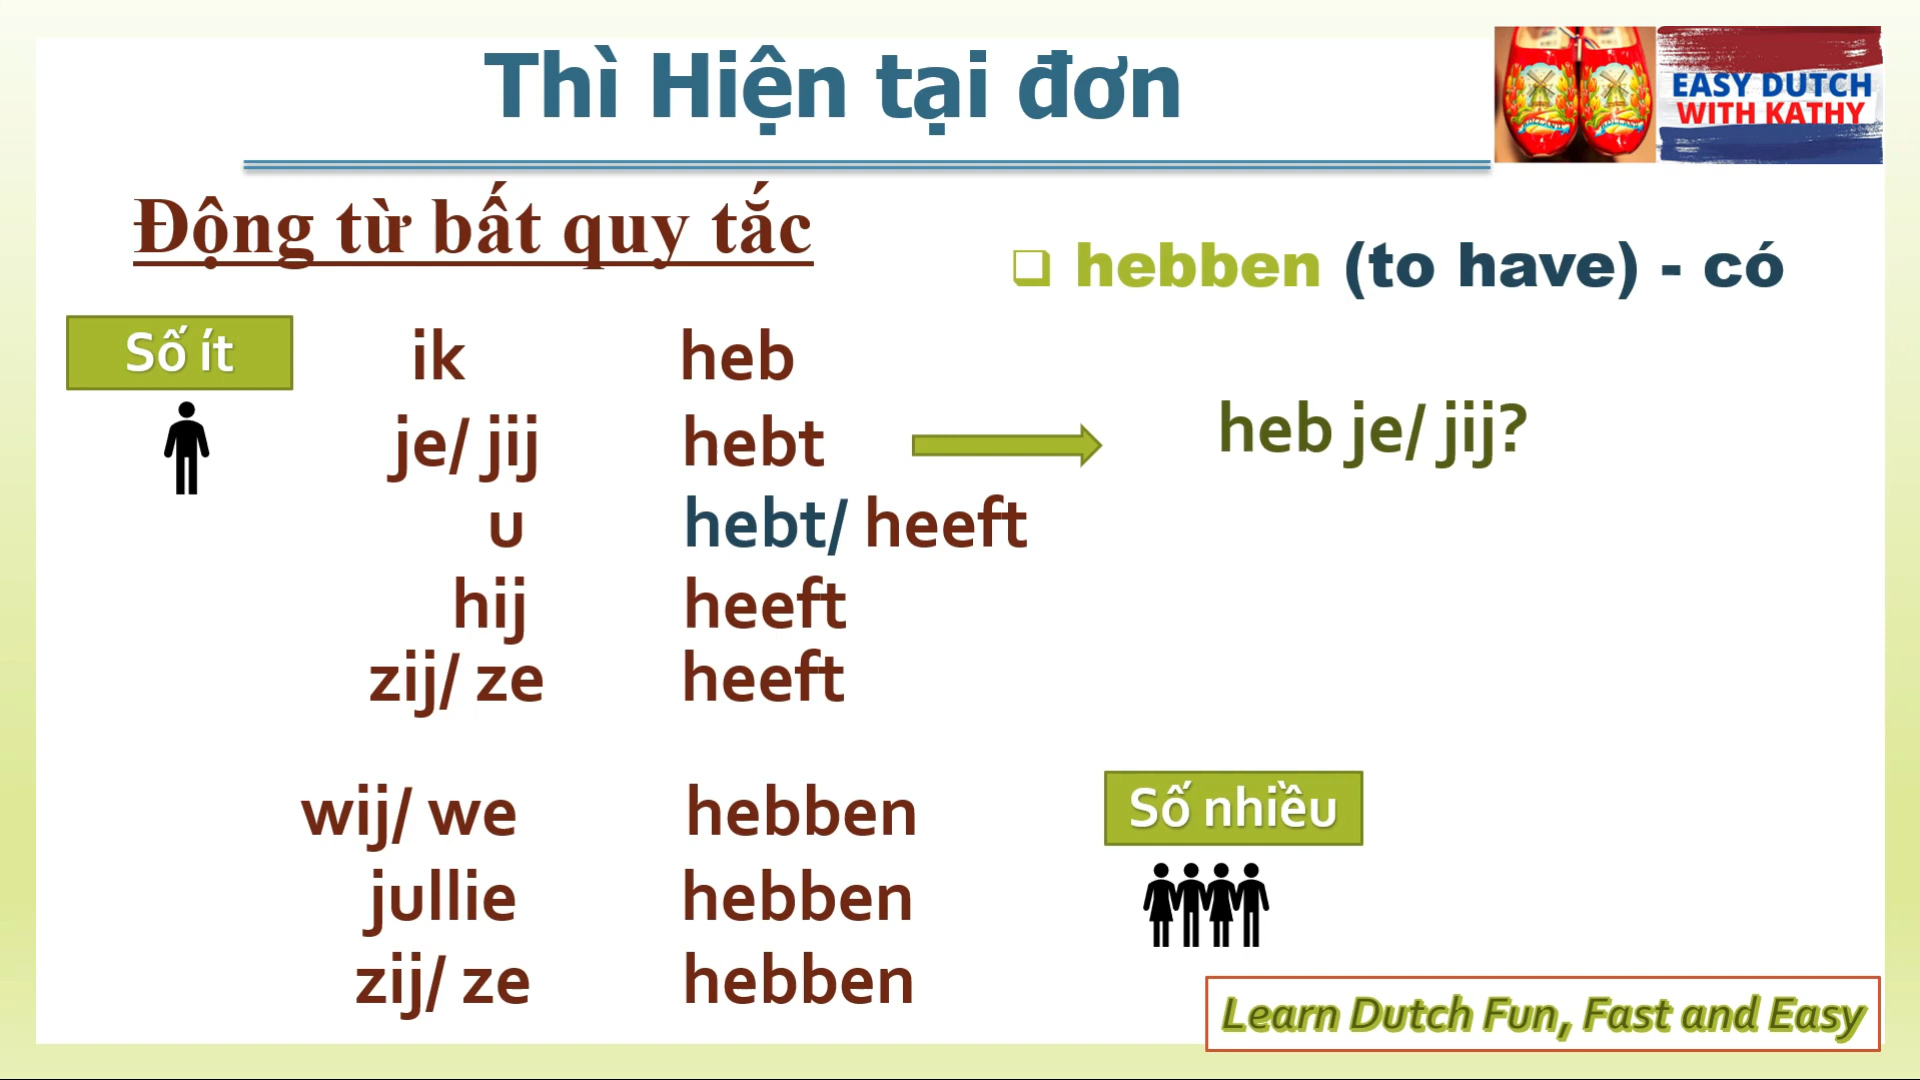 Thì Hiện tại đơn
EASY DUTCH
WITH KATHY
Động từ bất quy tắc
hebben (to have) - có
Số ít
ik heb
je/ jij hebt
heb je/ jij?
u hebt/ heeft
hij heeft
zij/ ze heeft
wij/ we hebben
Số nhiều
jullie hebben
zij/ ze hebben
Learn Dutch Fun, Fast and Easy